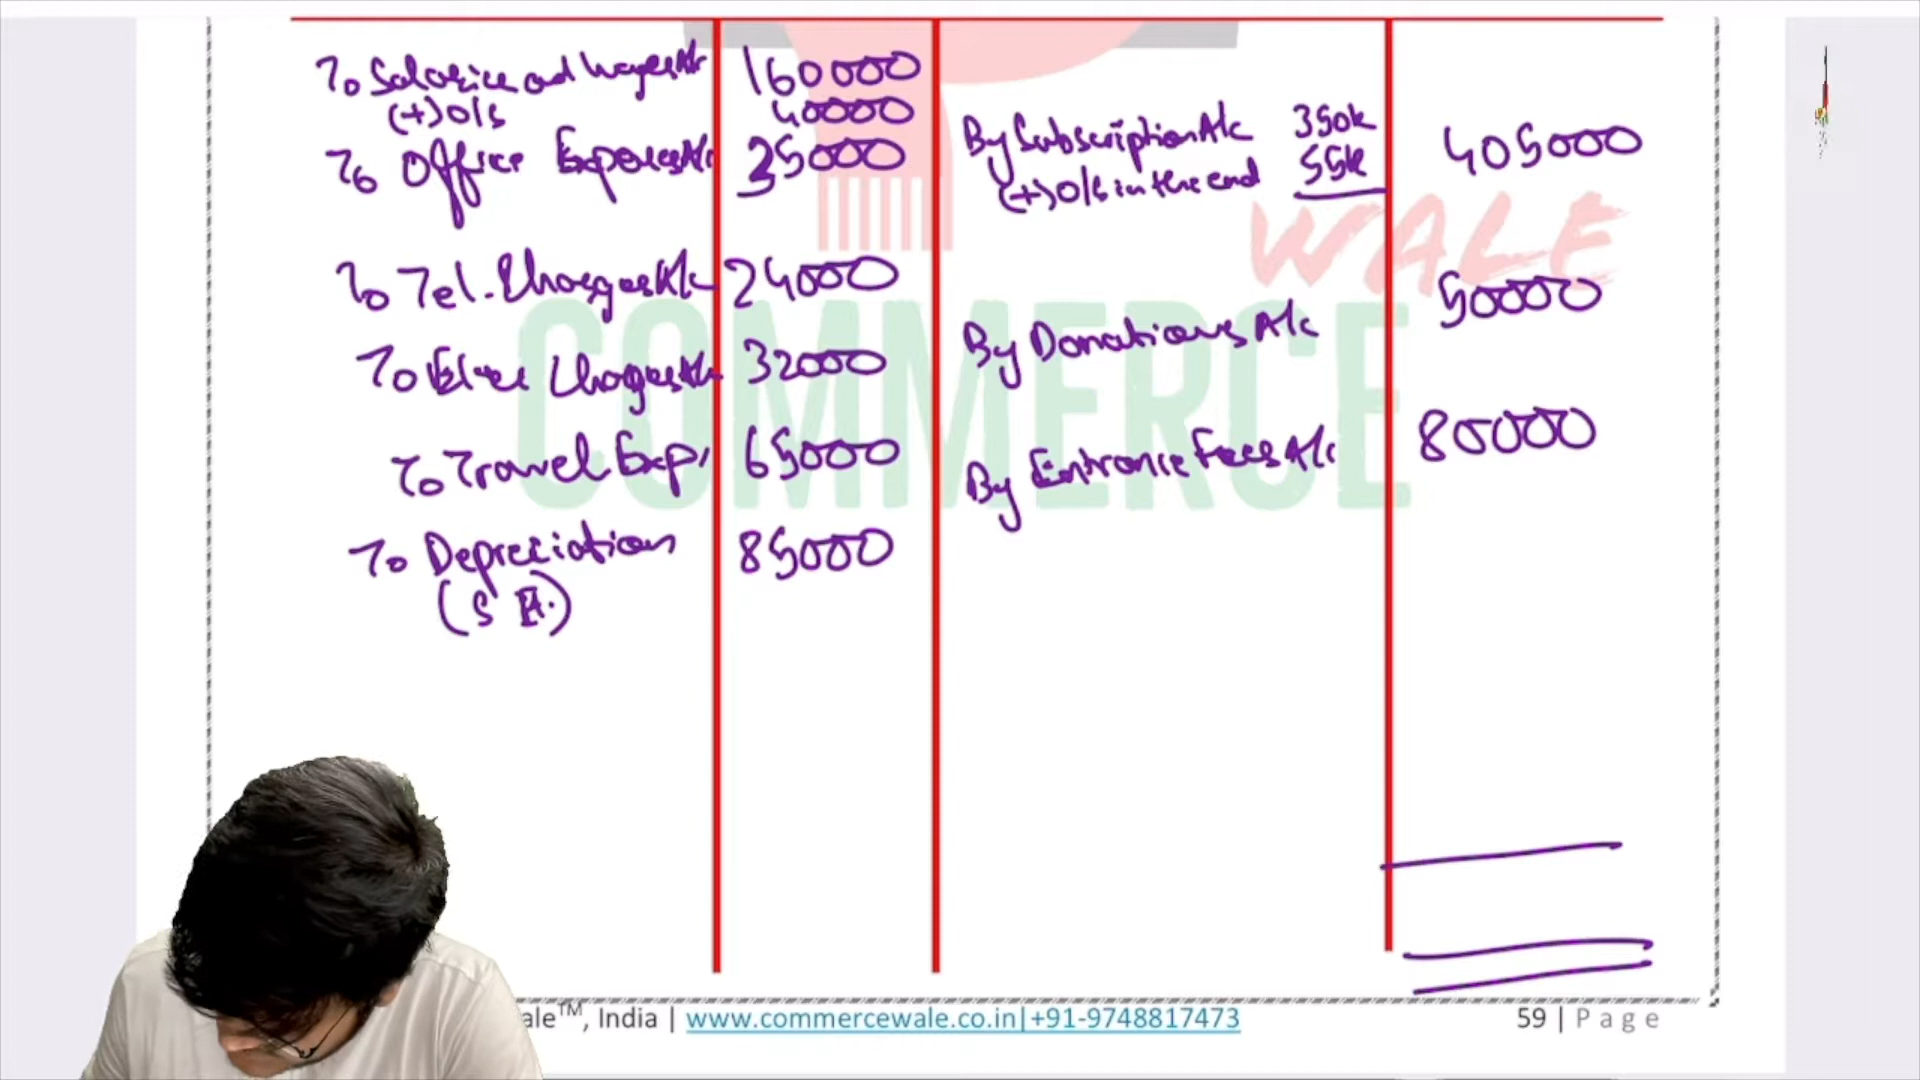 To Salaries and Wages A/c 160000
(+) O/s 40000
To Office Expenses A/c 35000
To Tel. Charges A/c 24000
To Elec Charges A/c 32000
To Travel Exp. 65000
To Depreciation 85000
(S
By Subscription A/c 350k 405000
(+) O/s in the end 55k
By Donations A/c 50000
By Entrance Fees A/c 80000
WALE
COMMERCE
ale™, India | www.commercewale.co.in|+91-9748817473
59 | Page